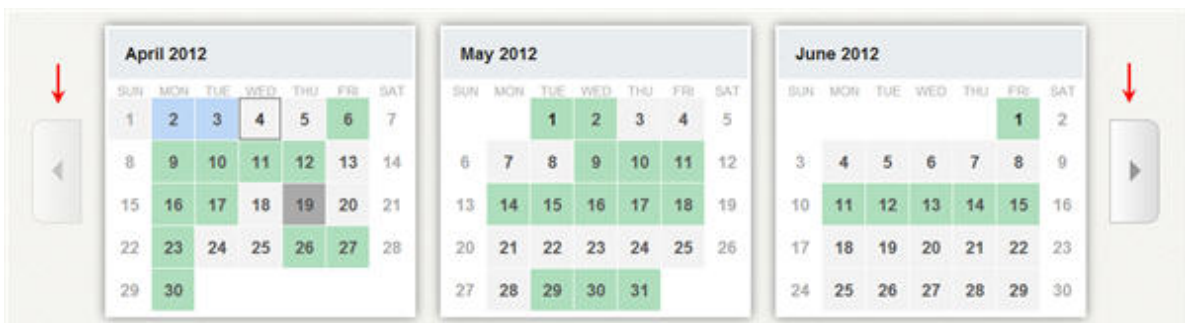 April 2012
SUN MON TUE WED THU FRI SAT
1 2 3 4 5 6 7
8 9 10 11 12 13 14
15 16 17 18 19 20 21
22 23 24 25 26 27 28
29 30
May 2012
SUN MON TUE WED THU FRI SAT
1 2 3 4 5
6 7 8 9 10 11 12
13 14 15 16 17 18 19
20 21 22 23 24 25 26
27 28 29 30 31
June 2012
SUN MON TUE WED THU FRI SAT
1 2
3 4 5 6 7 8 9
10 11 12 13 14 15 16
17 18 19 20 21 22 23
24 25 26 27 28 29 30